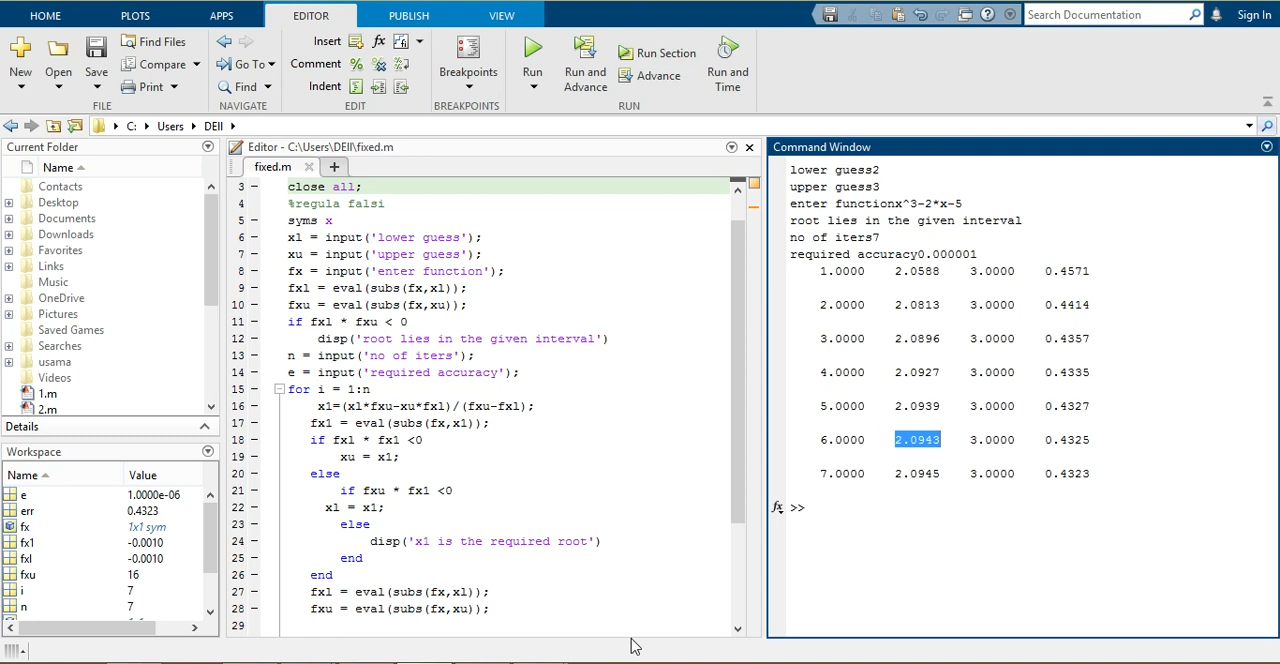 HOME PLOTS APPS EDITOR PUBLISH VIEW Search Documentation Sign In
New Open Save Find Files Compare Print
FILE
Go To Find
NAVIGATE
Insert fx
Comment %
Indent
EDIT
Breakpoints
BREAKPOINTS
Run Run and Advance Run Section Advance Run and Time
RUN
C: Users DEll
Current Folder
Name
Contacts
Desktop
Documents
Downloads
Favorites
Links
Music
OneDrive
Pictures
Saved Games
Searches
usama
Videos
1.m
2.m
Details
Workspace
Name Value
e 1.0000e-06
err 0.4323
fx 1x1 sym
fx1 -0.0010
fxl -0.0010
fxu 16
i 7
n 7
Editor - C:\Users\DEll\fixed.m
fixed.m +
3 - close all;
4 %regula falsi
5 - syms x
6 - xl = input('lower guess');
7 - xu = input('upper guess');
8 - fx = input('enter function');
9 - fxl = eval(subs(fx,xl));
10 - fxu = eval(subs(fx,xu));
11 - if fxl * fxu < 0
12 - disp('root lies in the given interval')
13 - n = input('no of iters');
14 - e = input('required accuracy');
15 - for i = 1:n
16 - x1=(xl*fxu-xu*fxl)/(fxu-fxl);
17 - fx1 = eval(subs(fx,x1));
18 - if fxl * fx1 <0
19 - xu = x1;
20 - else
21 - if fxu * fx1 <0
22 - xl = x1;
23 - else
24 - disp('x1 is the required root')
25 - end
26 - end
27 - fxl = eval(subs(fx,xl));
28 - fxu = eval(subs(fx,xu));
29
Command Window
lower guess2
upper guess3
enter functionx^3-2*x-5
root lies in the given interval
no of iters7
required accuracy0.000001
1.0000 2.0588 3.0000 0.4571
2.0000 2.0813 3.0000 0.4414
3.0000 2.0896 3.0000 0.4357
4.0000 2.0927 3.0000 0.4335
5.0000 2.0939 3.0000 0.4327
6.0000 2.0943 3.0000 0.4325
7.0000 2.0945 3.0000 0.4323
fx >>